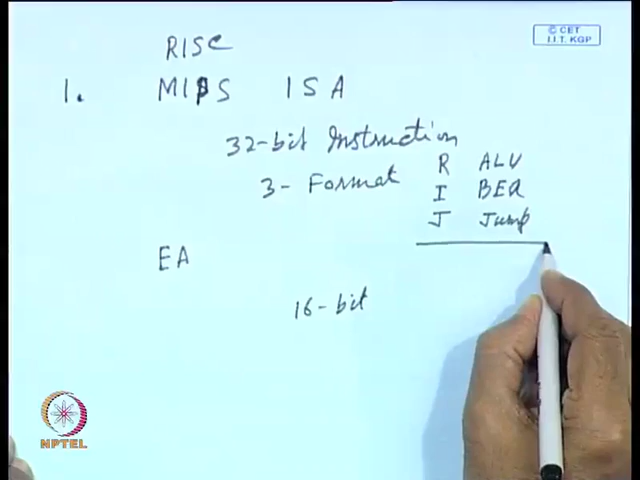 © CET
I.I.T. KGP
RISC
1. MIPS ISA
32-bit Instruction
3- Format
R ALU
I BEQ
J Jump
EA
16-bit
NPTEL